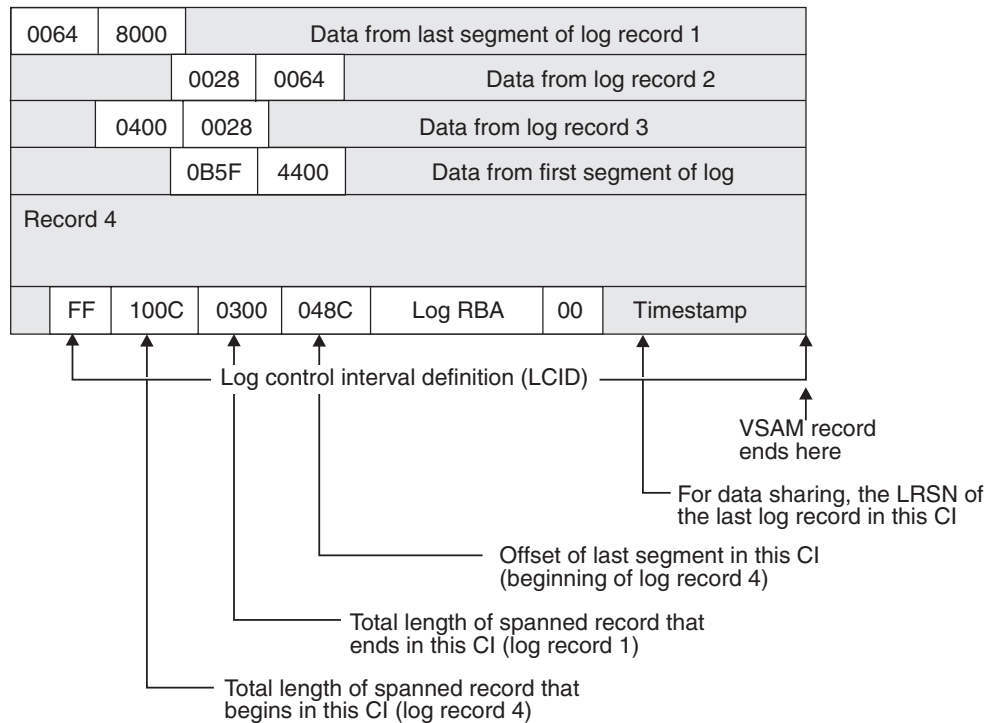 0064 8000 Data from last segment of log record 1
0028 0064 Data from log record 2
0400 0028 Data from log record 3
0B5F 4400 Data from first segment of log
Record 4
FF 100C 0300 048C Log RBA 00 Timestamp
Log control interval definition (LCID)
VSAM record
ends here
For data sharing, the LRSN of
the last log record in this CI
Offset of last segment in this CI
(beginning of log record 4)
Total length of spanned record that
ends in this CI (log record 1)
Total length of spanned record that
begins in this CI (log record 4)